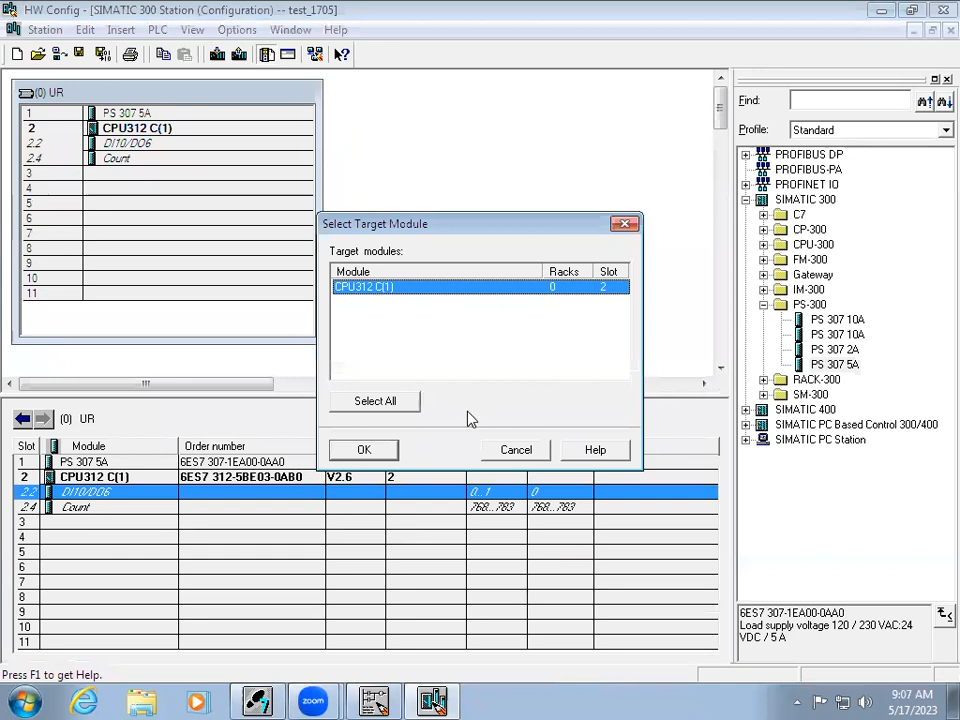 HW Config - [SIMATIC 300 Station (Configuration) -- test_1705]
Station Edit Insert PLC View Options Window Help
(0) UR
1 PS 307 5A
2 CPU312 C(1)
2.2 DI10/DO6
2.4 Count
3
4
5
6
7
8
9
10
11
Select Target Module
Target modules:
Module Racks Slot
CPU312 C(1) 0 2
Select All
OK Cancel Help
Find:
Profile: Standard
PROFIBUS DP
PROFIBUS-PA
PROFINET IO
SIMATIC 300
C7
CP-300
CPU-300
FM-300
Gateway
IM-300
PS-300
PS 307 10A
PS 307 10A
PS 307 2A
PS 307 5A
RACK-300
SM-300
SIMATIC 400
SIMATIC PC Based Control 300/400
SIMATIC PC Station
6ES7 307-1EA00-0AA0
Load supply voltage 120 / 230 VAC:24
VDC / 5 A
(0) UR
Slot Module Order number
1 PS 307 5A 6ES7 307-1EA00-0AA0
2 CPU312 C(1) 6ES7 312-5BE03-0AB0 V2.6 2
2.2 DI10/DO6 0...1 0
2.4 Count 768...783 768...783
3
4
5
6
7
8
9
10
11
Press F1 to get Help.
zoom
9:07 AM
5/17/2023